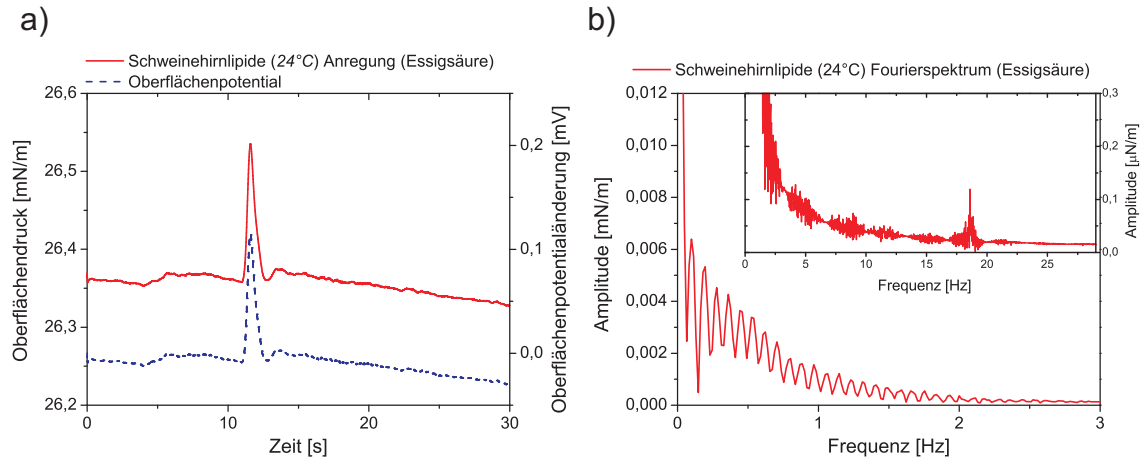 a)
Schweinehirnlipide (24°C) Anregung (Essigsäure)
Oberflächenpotential
26,6
26,5
26,4
26,3
26,2
Oberflächendruck [mN/m]
0,2
0,1
0,0
Oberflächenpotentialänderung [mV]
0 10 20 30
Zeit [s]
b)
Schweinehirnlipide (24°C) Fourierspektrum (Essigsäure)
0,012
0,010
0,008
0,006
0,004
0,002
0,000
Amplitude [mN/m]
0,3
0,2
0,1
0,0
Amplitude [µN/m]
0 5 10 15 20 25
Frequenz [Hz]
0 1 2 3
Frequenz [Hz]